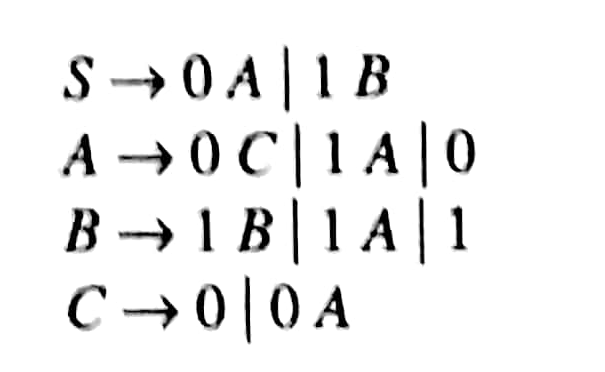 S → 0 A | 1 B
A → 0 C | 1 A | 0
B → 1 B | 1 A | 1
C → 0 | 0 A